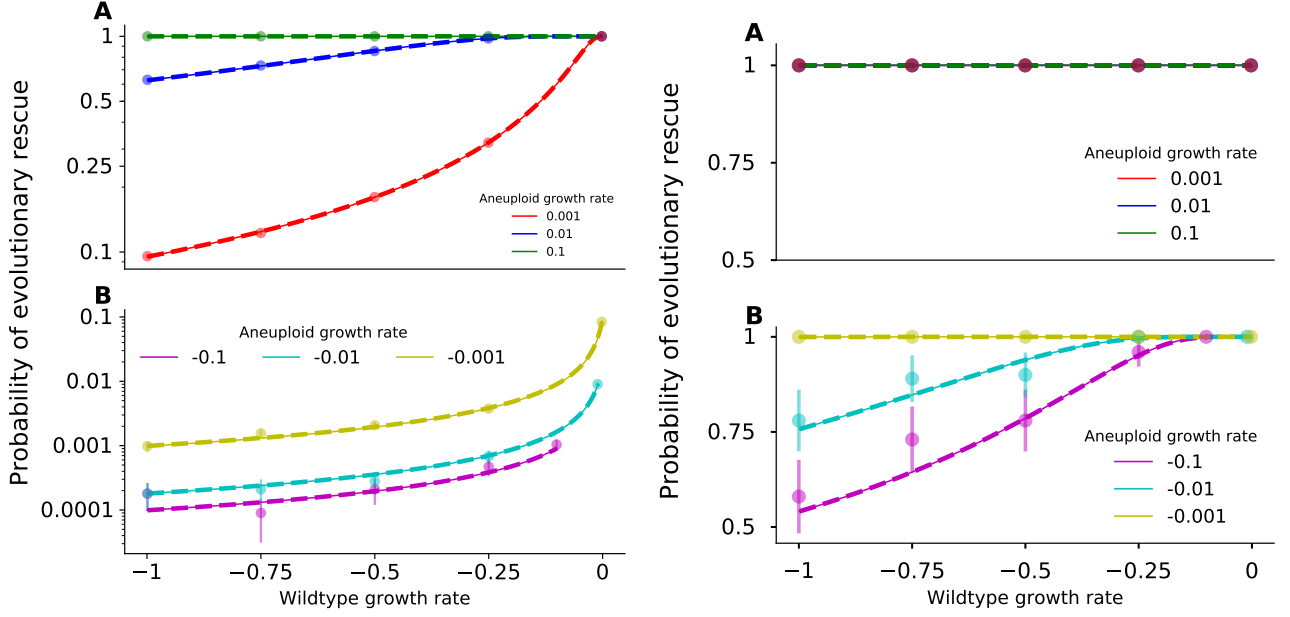 A
1
0.5
0.25
0.1
Aneuploid growth rate
0.001
0.01
0.1
Probability of evolutionary rescue
B
0.1
0.01
0.001
0.0001
Aneuploid growth rate
-0.1 -0.01 -0.001
−1 −0.75 −0.5 −0.25 0
Wildtype growth rate
A
1
0.75
0.5
Aneuploid growth rate
0.001
0.01
0.1
Probability of evolutionary rescue
B
1
0.75
0.5
Aneuploid growth rate
-0.1
-0.01
-0.001
−1 −0.75 −0.5 −0.25 0
Wildtype growth rate